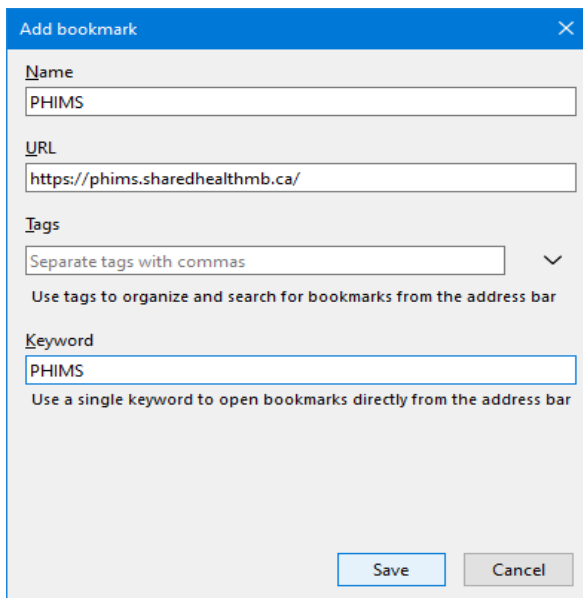 Add bookmark
Name
PHIMS
URL
https://phims.sharedhealthmb.ca/
Tags
Separate tags with commas
Use tags to organize and search for bookmarks from the address bar
Keyword
PHIMS
Use a single keyword to open bookmarks directly from the address bar
Save Cancel